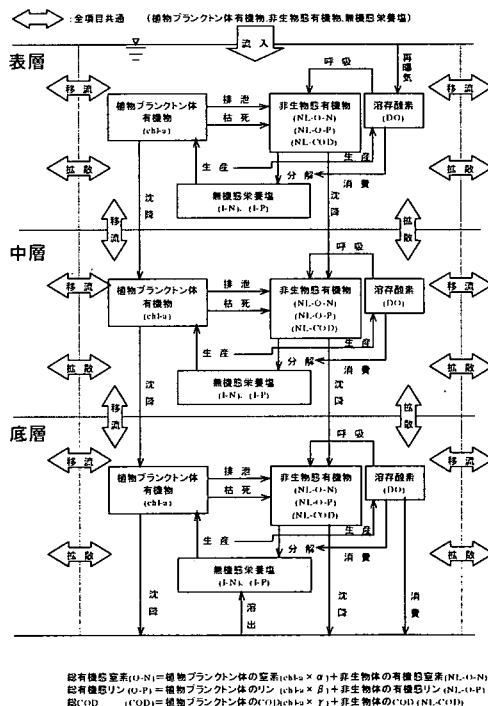 :全項目共通 (植物プランクトン体有機物,非生物態有機物,無機態栄養塩)
流入
再曝気
表層
呼吸
移流
植物プランクトン体
有機物
(chl-a)
排泄
枯死
非生物態有機物
(NL-O-N)
(NL-O-P)
(NL-COD)
溶存酸素
(DO)
移流
拡散
生産
生産
分解
消費
拡散
無機態栄養塩
(I-N)、(I-P)
沈降
沈降
移流
拡散
中層
呼吸
移流
植物プランクトン体
有機物
(chl-a)
排泄
枯死
非生物態有機物
(NL-O-N)
(NL-O-P)
(NL-COD)
溶存酸素
(DO)
移流
拡散
生産
生産
分解
消費
拡散
無機態栄養塩
(I-N)、(I-P)
沈降
沈降
移流
拡散
底層
呼吸
移流
植物プランクトン体
有機物
(chl-a)
排泄
枯死
非生物態有機物
(NL-O-N)
(NL-O-P)
(NL-COD)
溶存酸素
(DO)
移流
拡散
生産
生産
分解
消費
拡散
無機態栄養塩
(I-N)、(I-P)
沈降
溶出
沈降
消費
総有機態窒素(O-N)=植物プランクトン体の窒素(chl-a×α)+非生物体の有機態窒素(NL-O-N)
総有機態リン(O-P)=植物プランクトン体のリン(chl-a×β)+非生物体の有機態リン(NL-O-P)
総COD (COD)=植物プランクトン体のCOD(chl-a×γ)+非生物体のCOD(NL-COD)